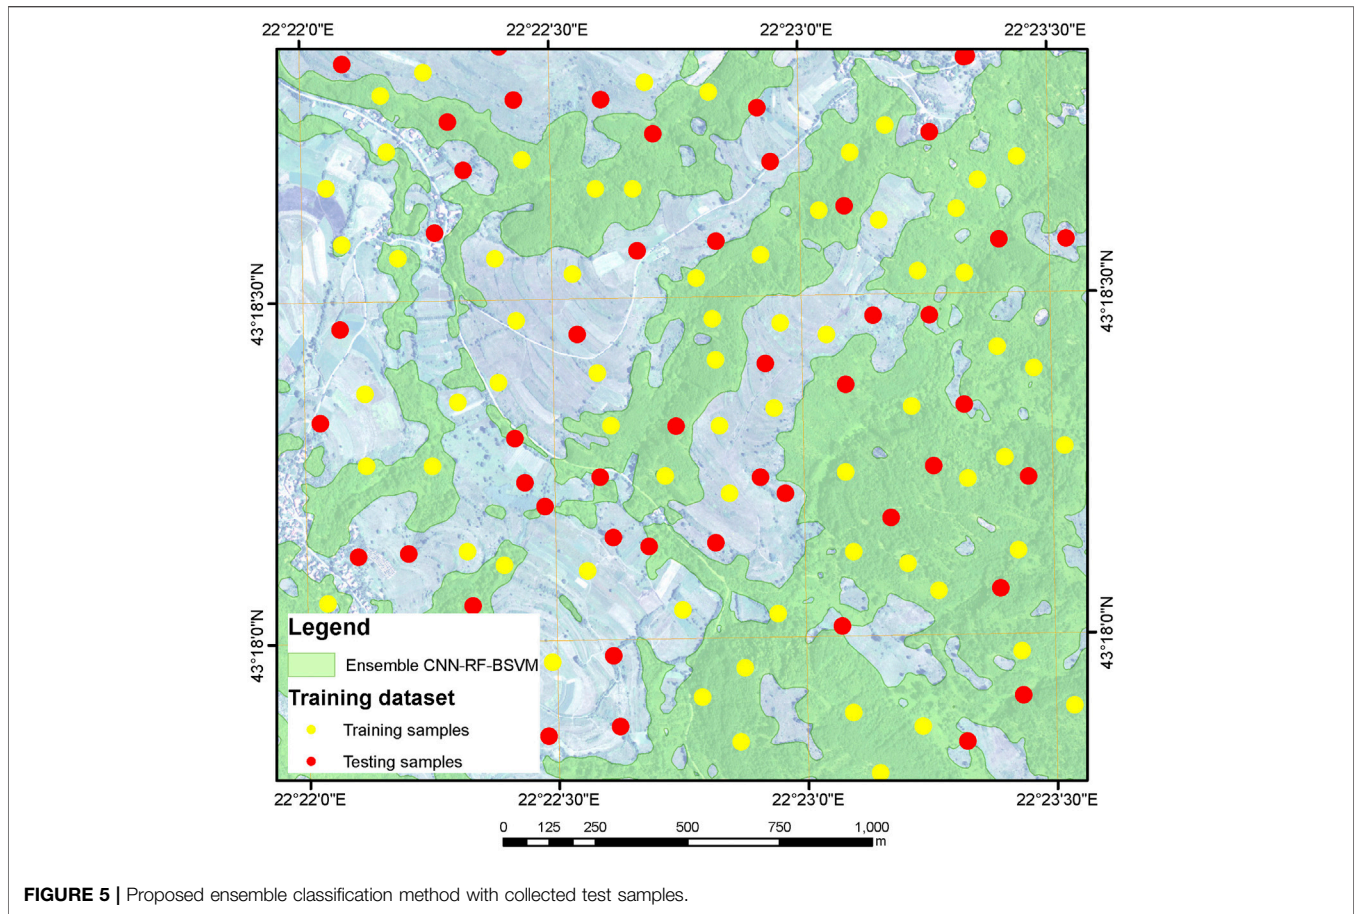 22°22'0"E 22°22'30"E 22°23'0"E 22°23'30"E
43°18'30"N 43°18'30"N
43°18'0"N 43°18'0"N
Legend
Ensemble CNN-RF-BSVM
Training dataset
Training samples
Testing samples
22°22'0"E 22°22'30"E 22°23'0"E 22°23'30"E
0 125 250 500 750 1,000
m
FIGURE 5 | Proposed ensemble classification method with collected test samples.